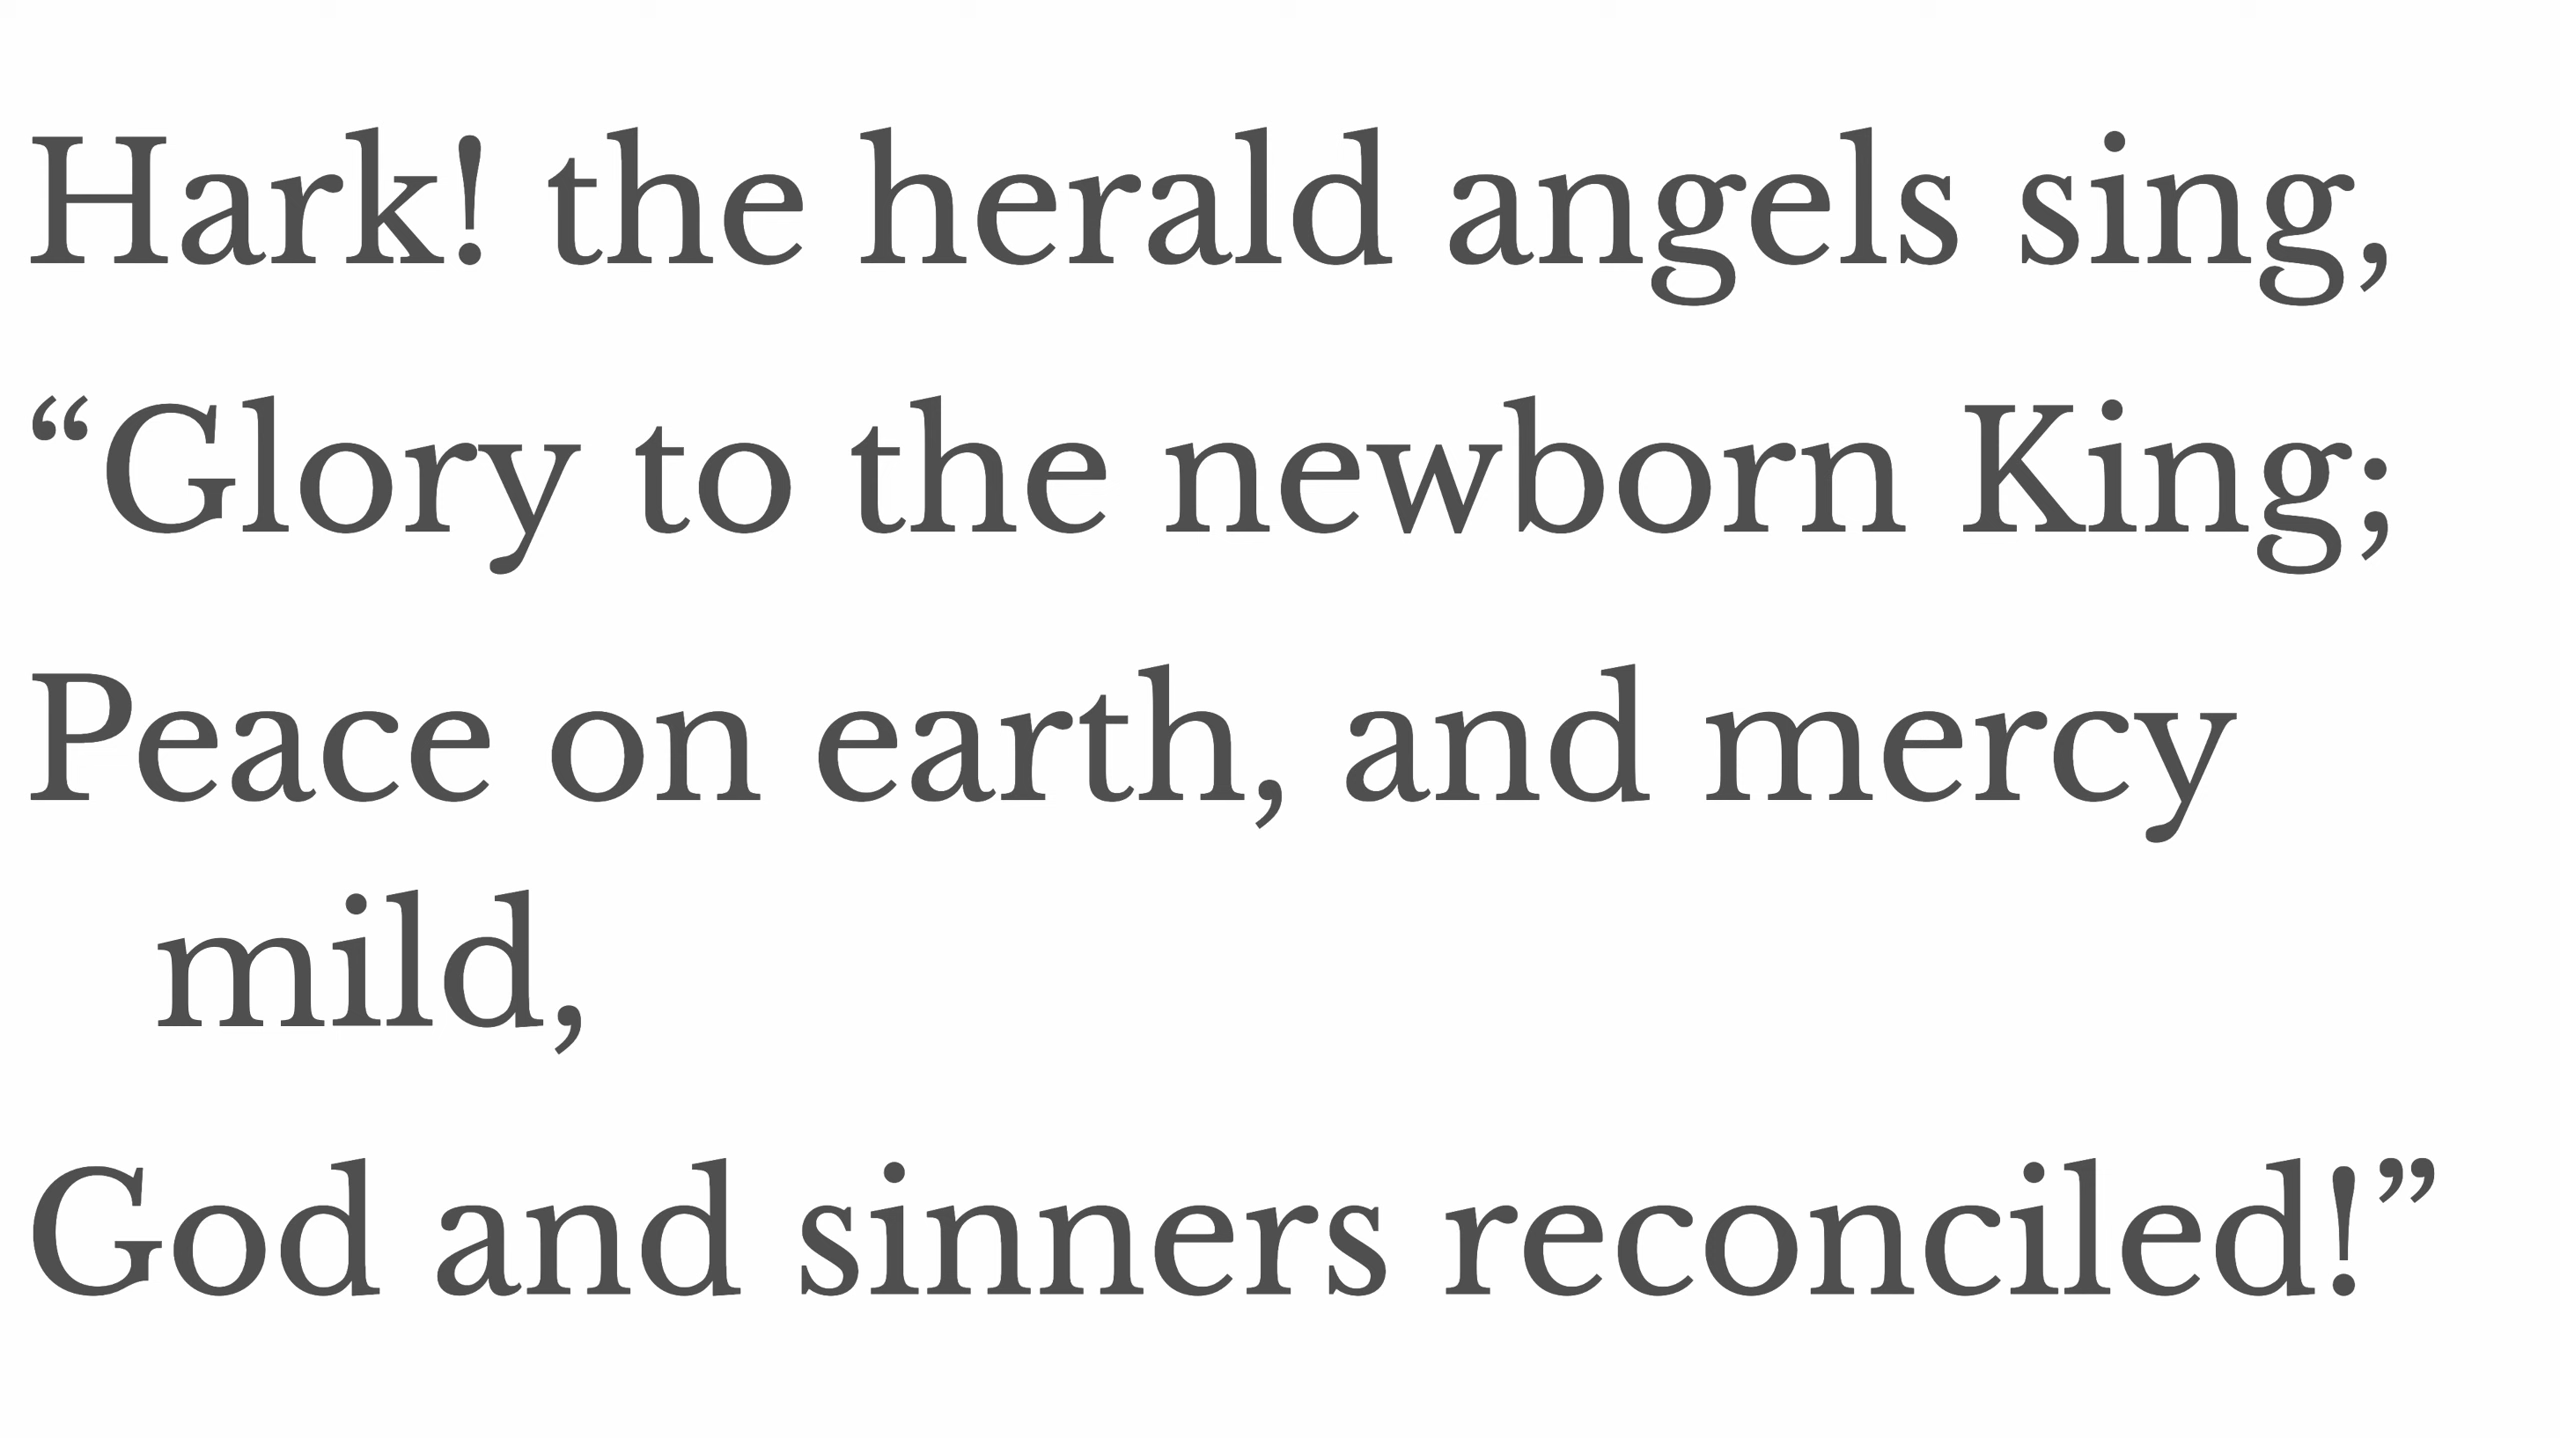 Hark! the herald angels sing,
“Glory to the newborn King;
Peace on earth, and mercy
mild,
God and sinners reconciled!”